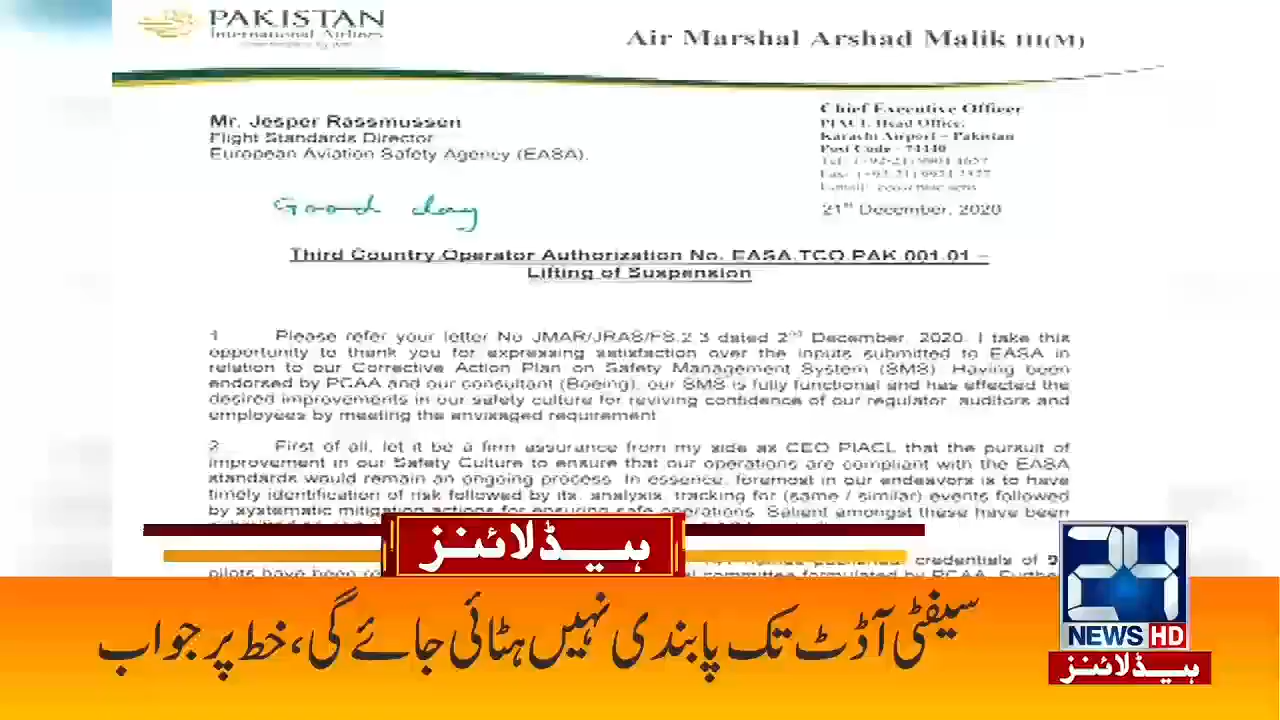 PAKISTAN
International Airlines
Air Marshal Arshad Malik HI(M)
Mr. Jesper Rassmussen
Flight Standards Director
European Aviation Safety Agency (EASA).
Chief Executive Officer
PIACL Head Office,
Karachi Airport – Pakistan
Post Code - 74440
21st December, 2020
Good day
Third Country Operator Authorization No. EASA.TCO.PAK 001.01 –
Lifting of Suspension
1 Please refer your letter No JMAR/JRAS/FS.2.3 dated 2nd December, 2020. I take this
opportunity to thank you for expressing satisfaction over the inputs submitted to EASA in
relation to our Corrective Action Plan on Safety Management System (SMS). Having been
endorsed by PCAA and our consultant (Boeing), our SMS is fully functional and has effected the
desired improvements in our safety culture for reviving confidence of our regulator, auditors and
employees by meeting the envisaged requirement
2 First of all, let it be a firm assurance from my side as CEO PIACL that the pursuit of
improvement in our Safety Culture to ensure that our operations are compliant with the EASA
standards would remain an ongoing process. In essence, foremost in our endeavors is to have
timely identification of risk followed by its, analysis, tracking for (same / similar) events followed
by systematic mitigation actions for ensuring safe operations. Salient amongst these have been
credentials of
pilots have been committee formulated by PCAA. Further
ہیڈلائنز
سیفٹی آڈٹ تک پابندی نہیں ہٹائی جائے گی، خط پر جواب
24
NEWS HD
ہیڈلائنز